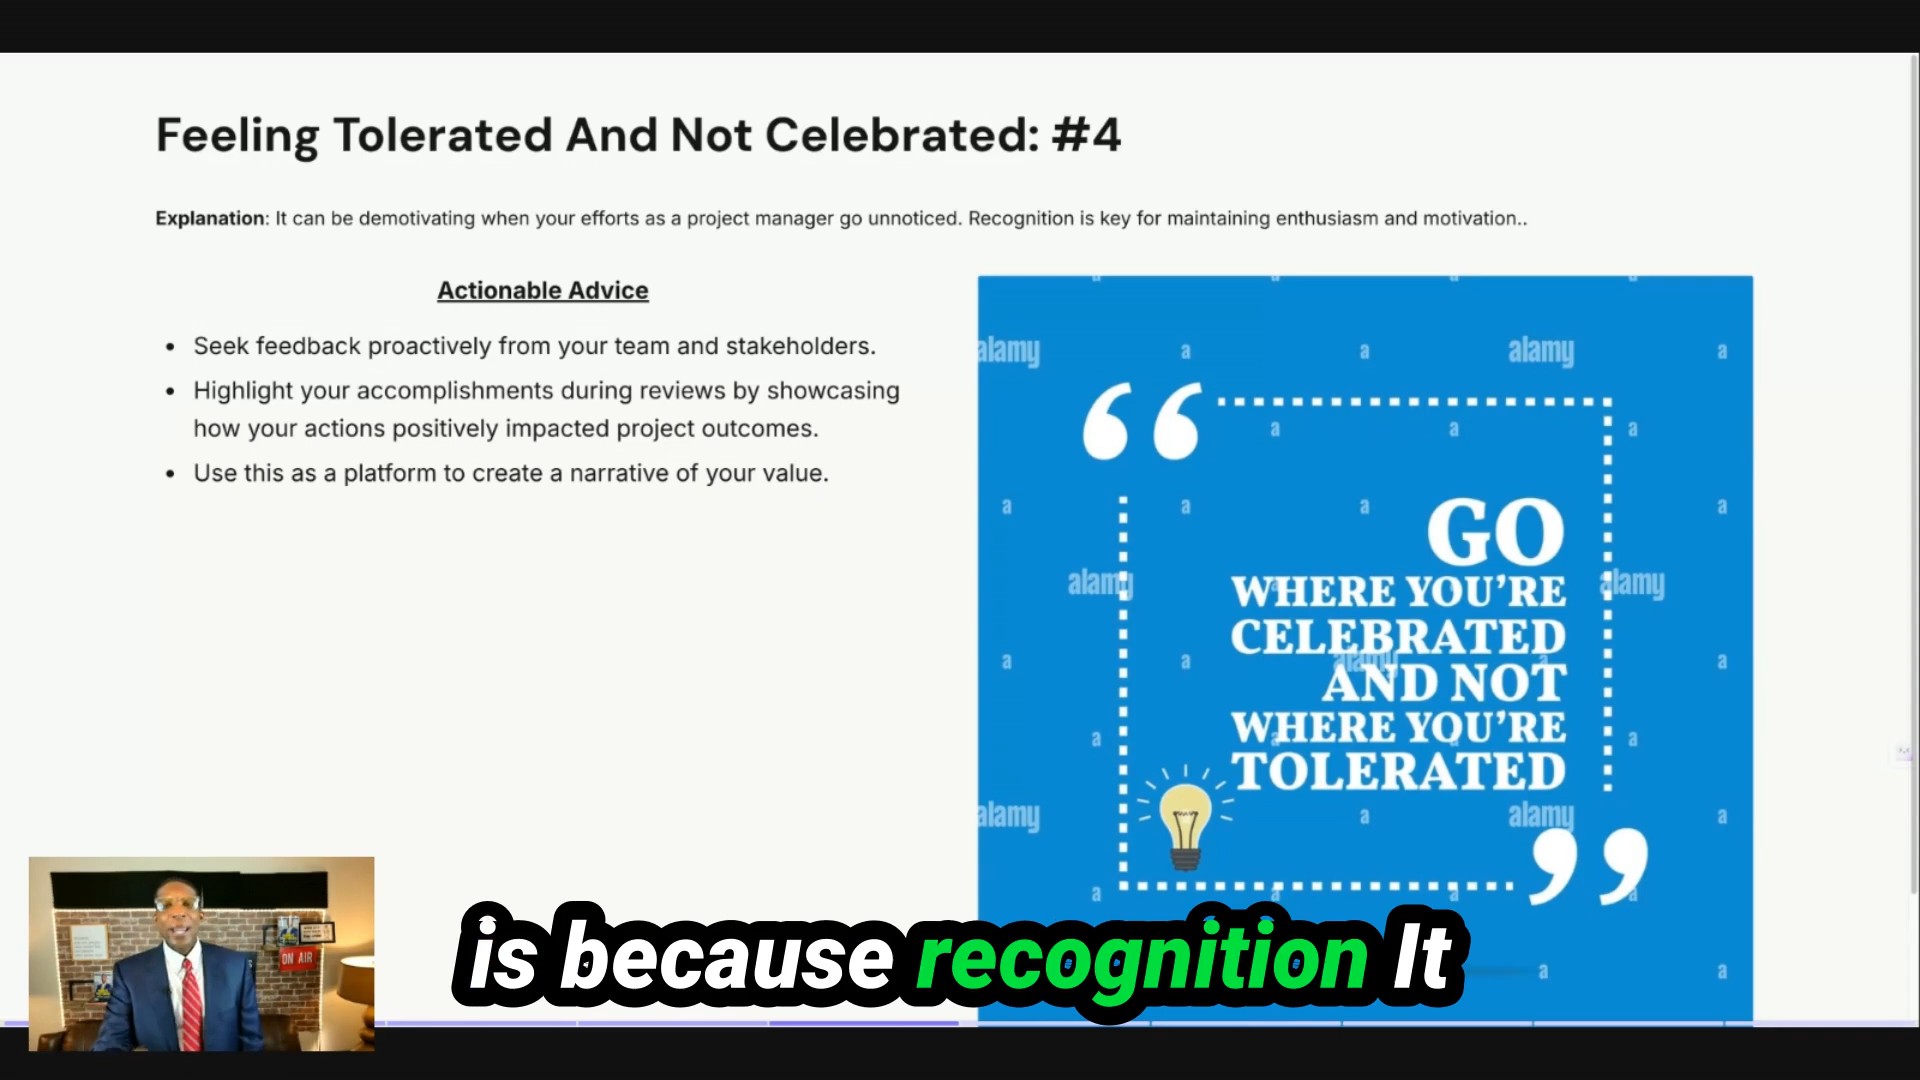 Feeling Tolerated And Not Celebrated: #4
Explanation: It can be demotivating when your efforts as a project manager go unnoticed. Recognition is key for maintaining enthusiasm and motivation..
Actionable Advice
• Seek feedback proactively from your team and stakeholders.
• Highlight your accomplishments during reviews by showcasing
how your actions positively impacted project outcomes.
• Use this as a platform to create a narrative of your value.
alamy
a
a
alamy
a
“
a
a
a
a
a
a
a
GO
WHERE YOU’RE
alamy
alamy
CELEBRATED
a
a
alamy
a
AND NOT
WHERE YOU’RE
a
a
TOLERATED
alamy
a
alamy
a
”
a
a
ON AIR
is because recognition It
a
a